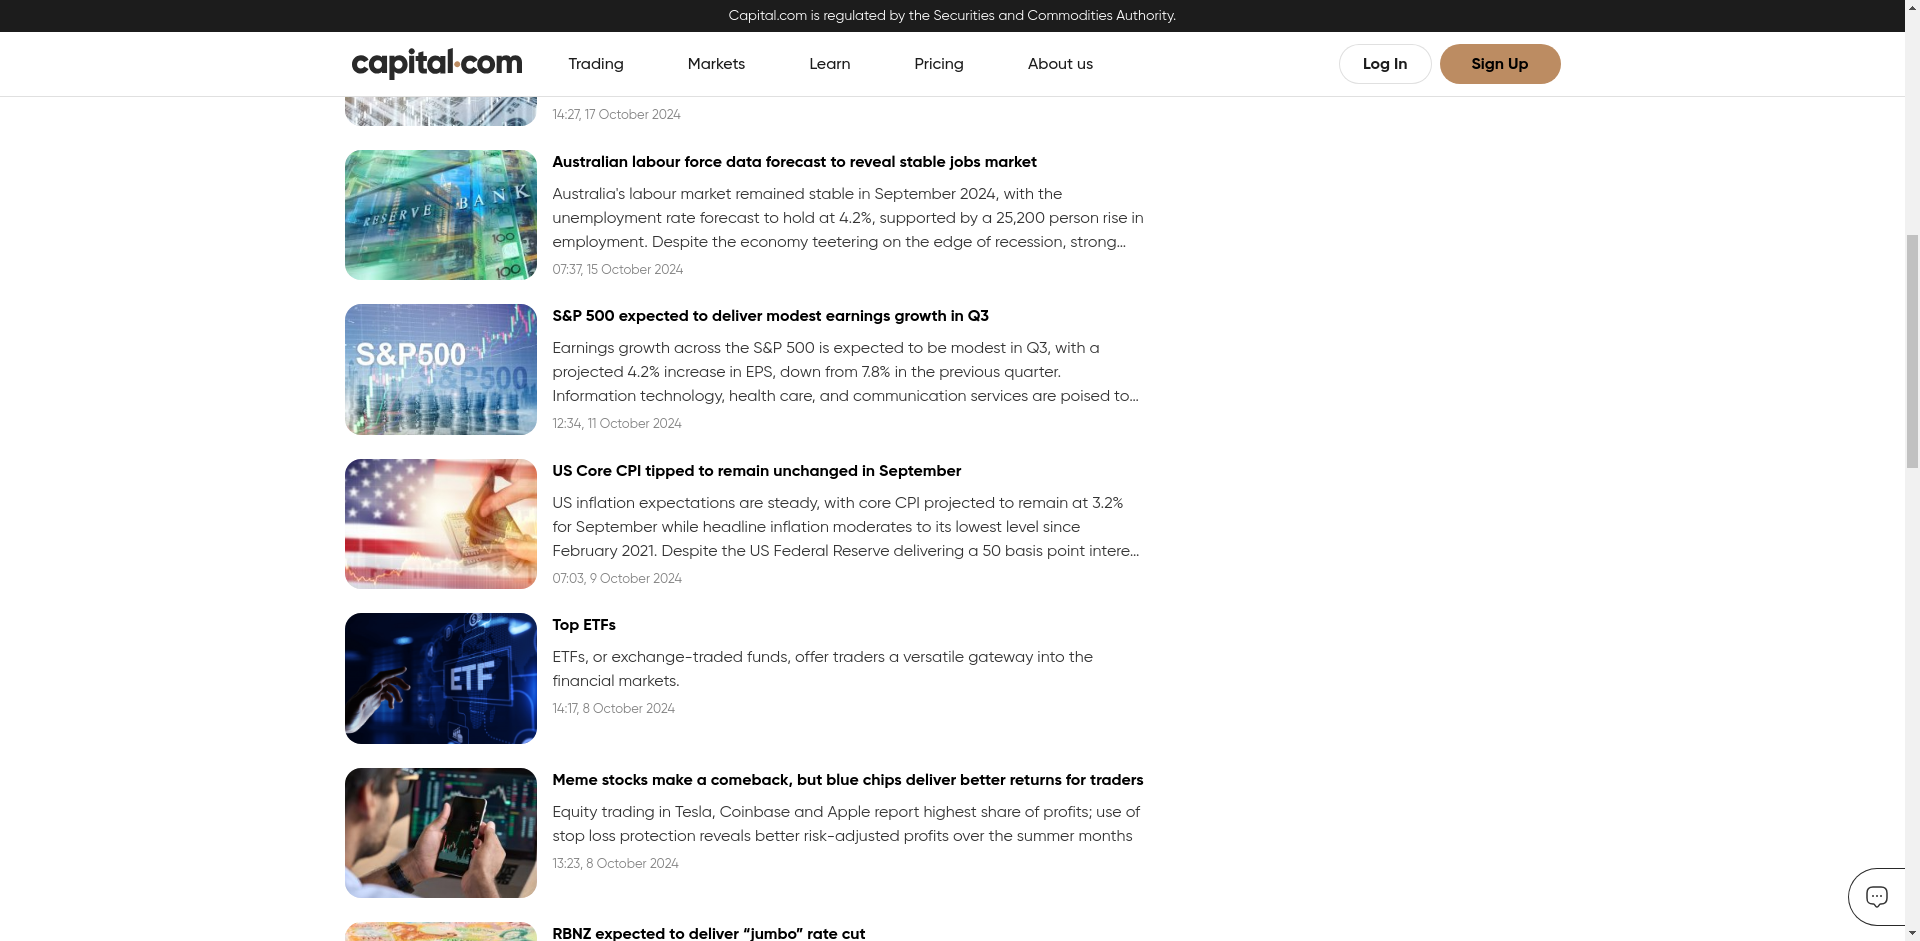 Capital.com is regulated by the Securities and Commodities Authority.
capital.com
Trading
Markets
Learn
Pricing
About us
Log In
Sign Up
14:27, 17 October 2024
RESERVE BANK
100
100
Australian labour force data forecast to reveal stable jobs market
Australia's labour market remained stable in September 2024, with the
unemployment rate forecast to hold at 4.2%, supported by a 25,200 person rise in
employment. Despite the economy teetering on the edge of recession, strong...
07:37, 15 October 2024
S&P500
S&P500
S&P 500 expected to deliver modest earnings growth in Q3
Earnings growth across the S&P 500 is expected to be modest in Q3, with a
projected 4.2% increase in EPS, down from 7.8% in the previous quarter.
Information technology, health care, and communication services are poised to...
12:34, 11 October 2024
US Core CPI tipped to remain unchanged in September
US inflation expectations are steady, with core CPI projected to remain at 3.2%
for September while headline inflation moderates to its lowest level since
February 2021. Despite the US Federal Reserve delivering a 50 basis point intere...
07:03, 9 October 2024
ETF
Top ETFs
ETFs, or exchange-traded funds, offer traders a versatile gateway into the
financial markets.
14:17, 8 October 2024
Meme stocks make a comeback, but blue chips deliver better returns for traders
Equity trading in Tesla, Coinbase and Apple report highest share of profits; use of
stop loss protection reveals better risk-adjusted profits over the summer months
13:23, 8 October 2024
RBNZ expected to deliver “jumbo” rate cut